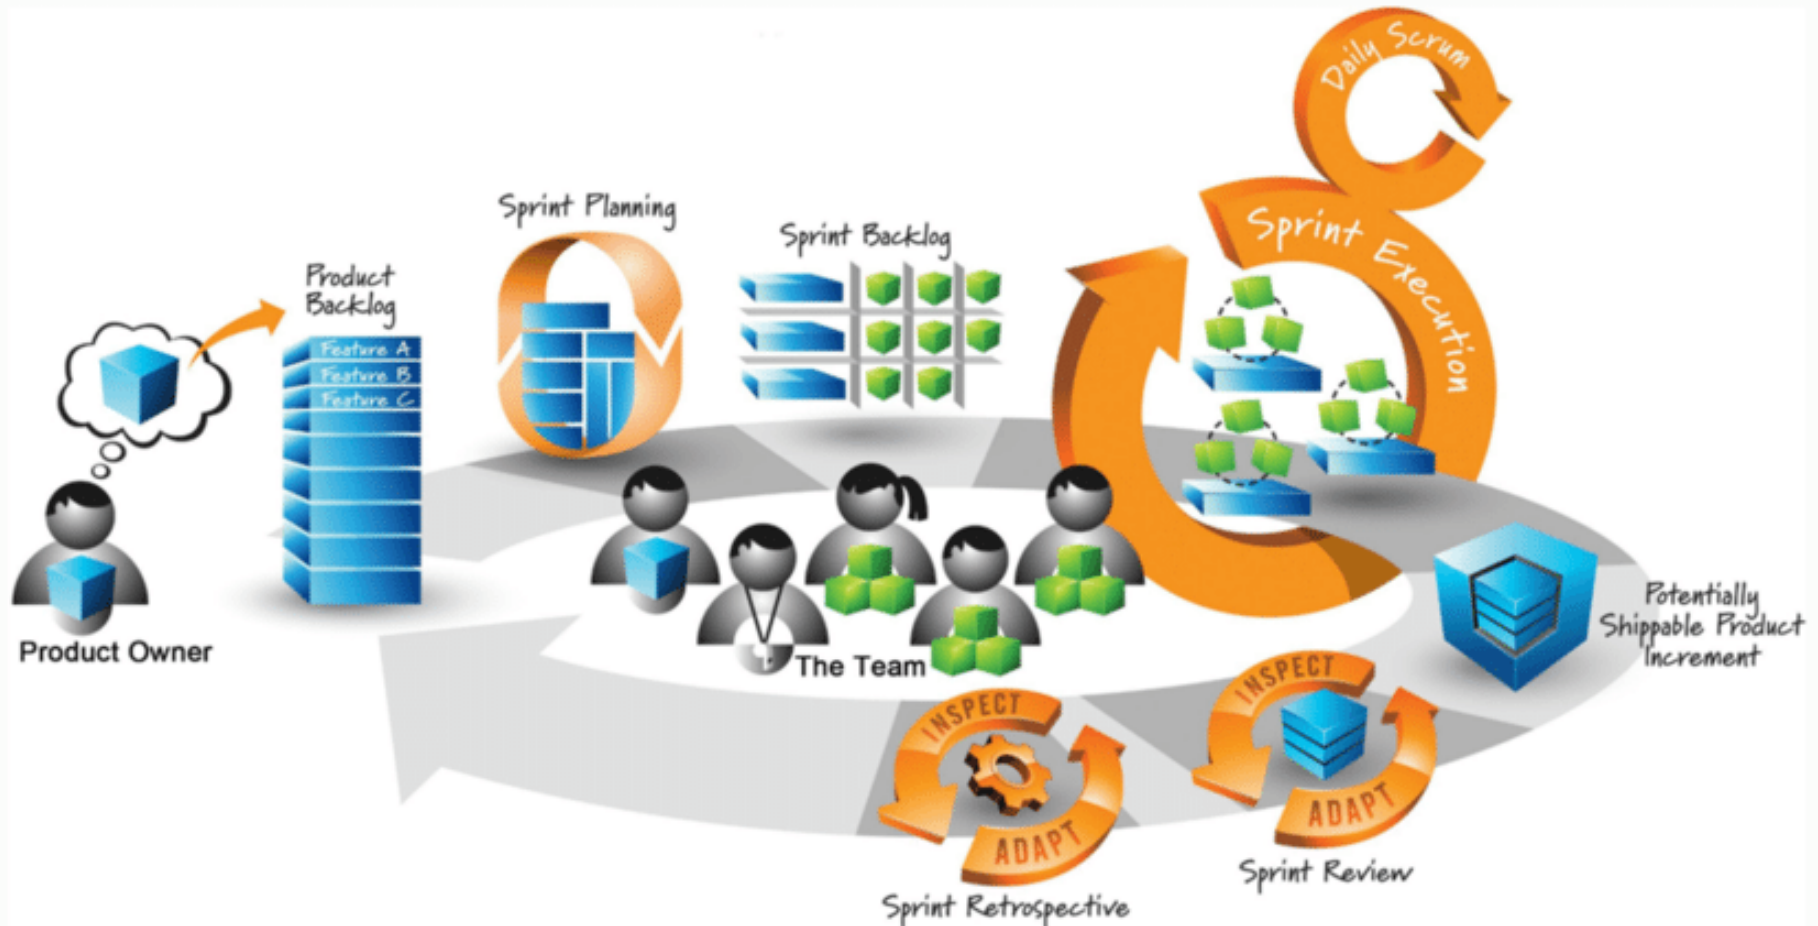 Daily Scrum
Sprint Execution
Sprint Planning
Sprint Backlog
Product
Backlog
Feature A
Feature B
Feature C
Product Owner
The Team
Potentially
Shippable Product
Increment
INSPECT
ADAPT
Sprint Review
INSPECT
ADAPT
Sprint Retrospective